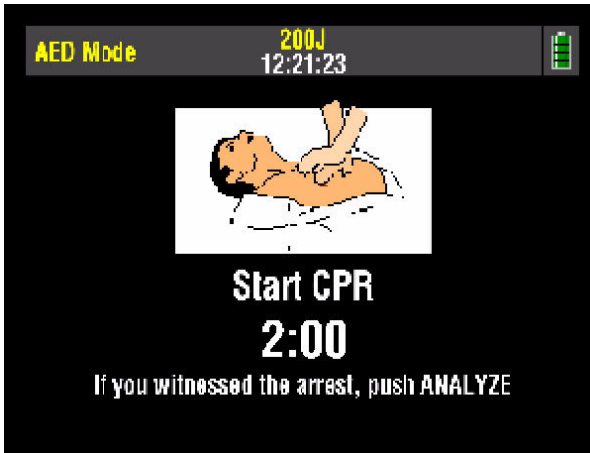 AED Mode
200J
12:21:23
Start CPR
2:00
If you witnessed the arrest, push ANALYZE